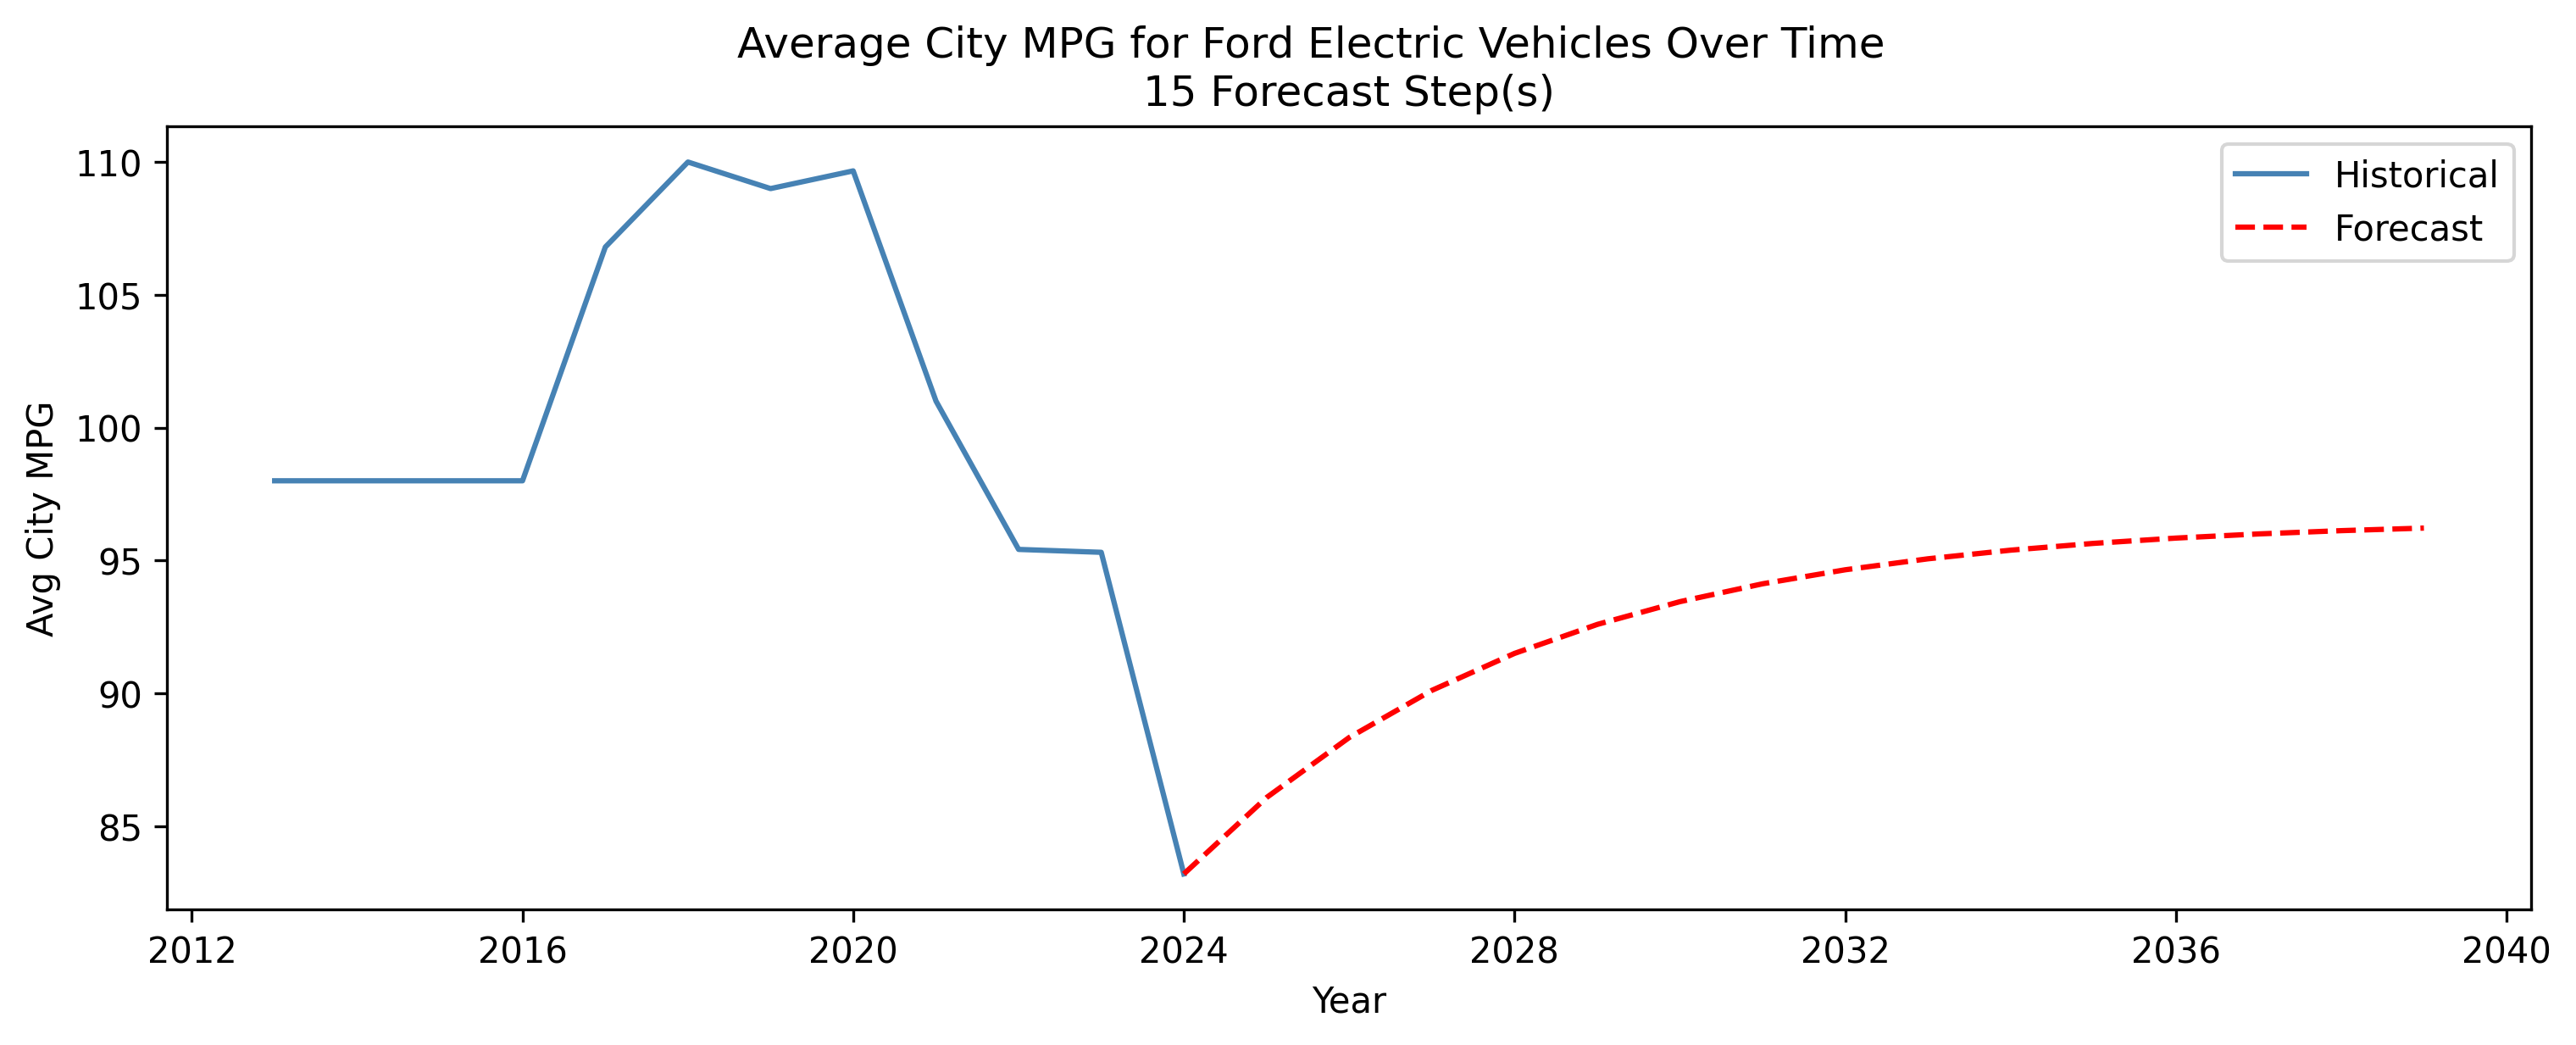 Average City MPG for Ford Electric Vehicles Over Time
15 Forecast Step(s)
110
105
100
95
90
85
Avg City MPG
Historical
Forecast
2012
2016
2020
2024
2028
2032
2036
2040
Year